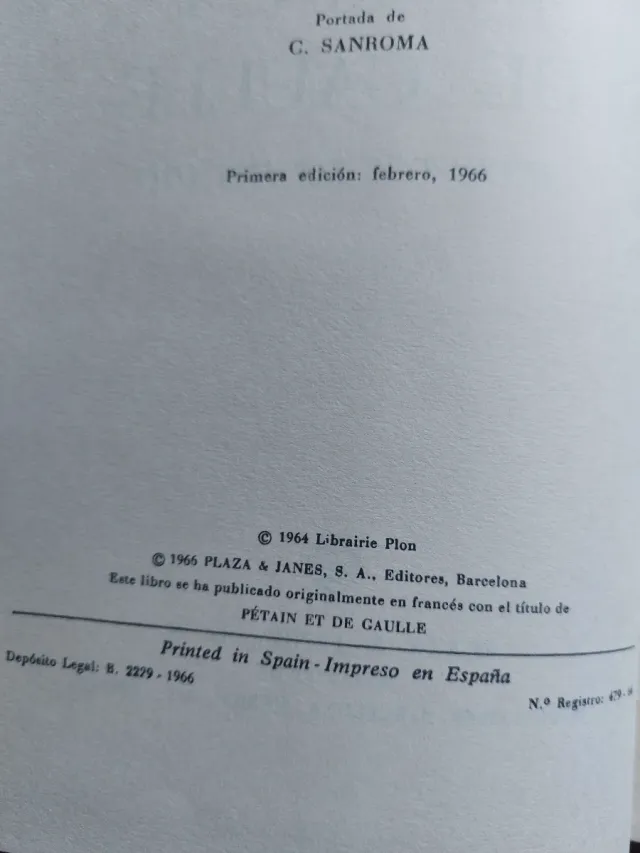 Portada de
C. SANROMA
Primera edición: febrero, 1966
© 1964 Librairie Plon
© 1966 PLAZA & JANES, S. A., Editores, Barcelona
Este libro se ha publicado originalmente en francés con el título de
PÉTAIN ET DE GAULLE
Printed in Spain - Impreso en España
Depósito Legal: B. 2229 - 1966
N.º Registro: